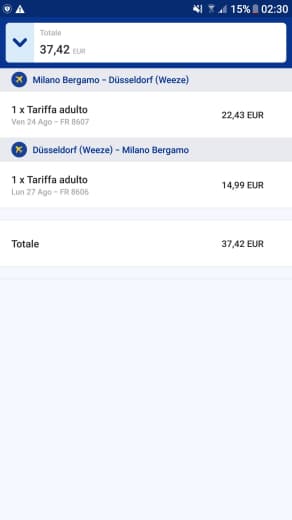 15% 02:30
Totale
37,42 EUR
Milano Bergamo – Düsseldorf (Weeze)
1 x Tariffa adulto
22,43 EUR
Ven 24 Ago – FR 8607
Düsseldorf (Weeze) – Milano Bergamo
1 x Tariffa adulto
14,99 EUR
Lun 27 Ago – FR 8606
Totale
37,42 EUR